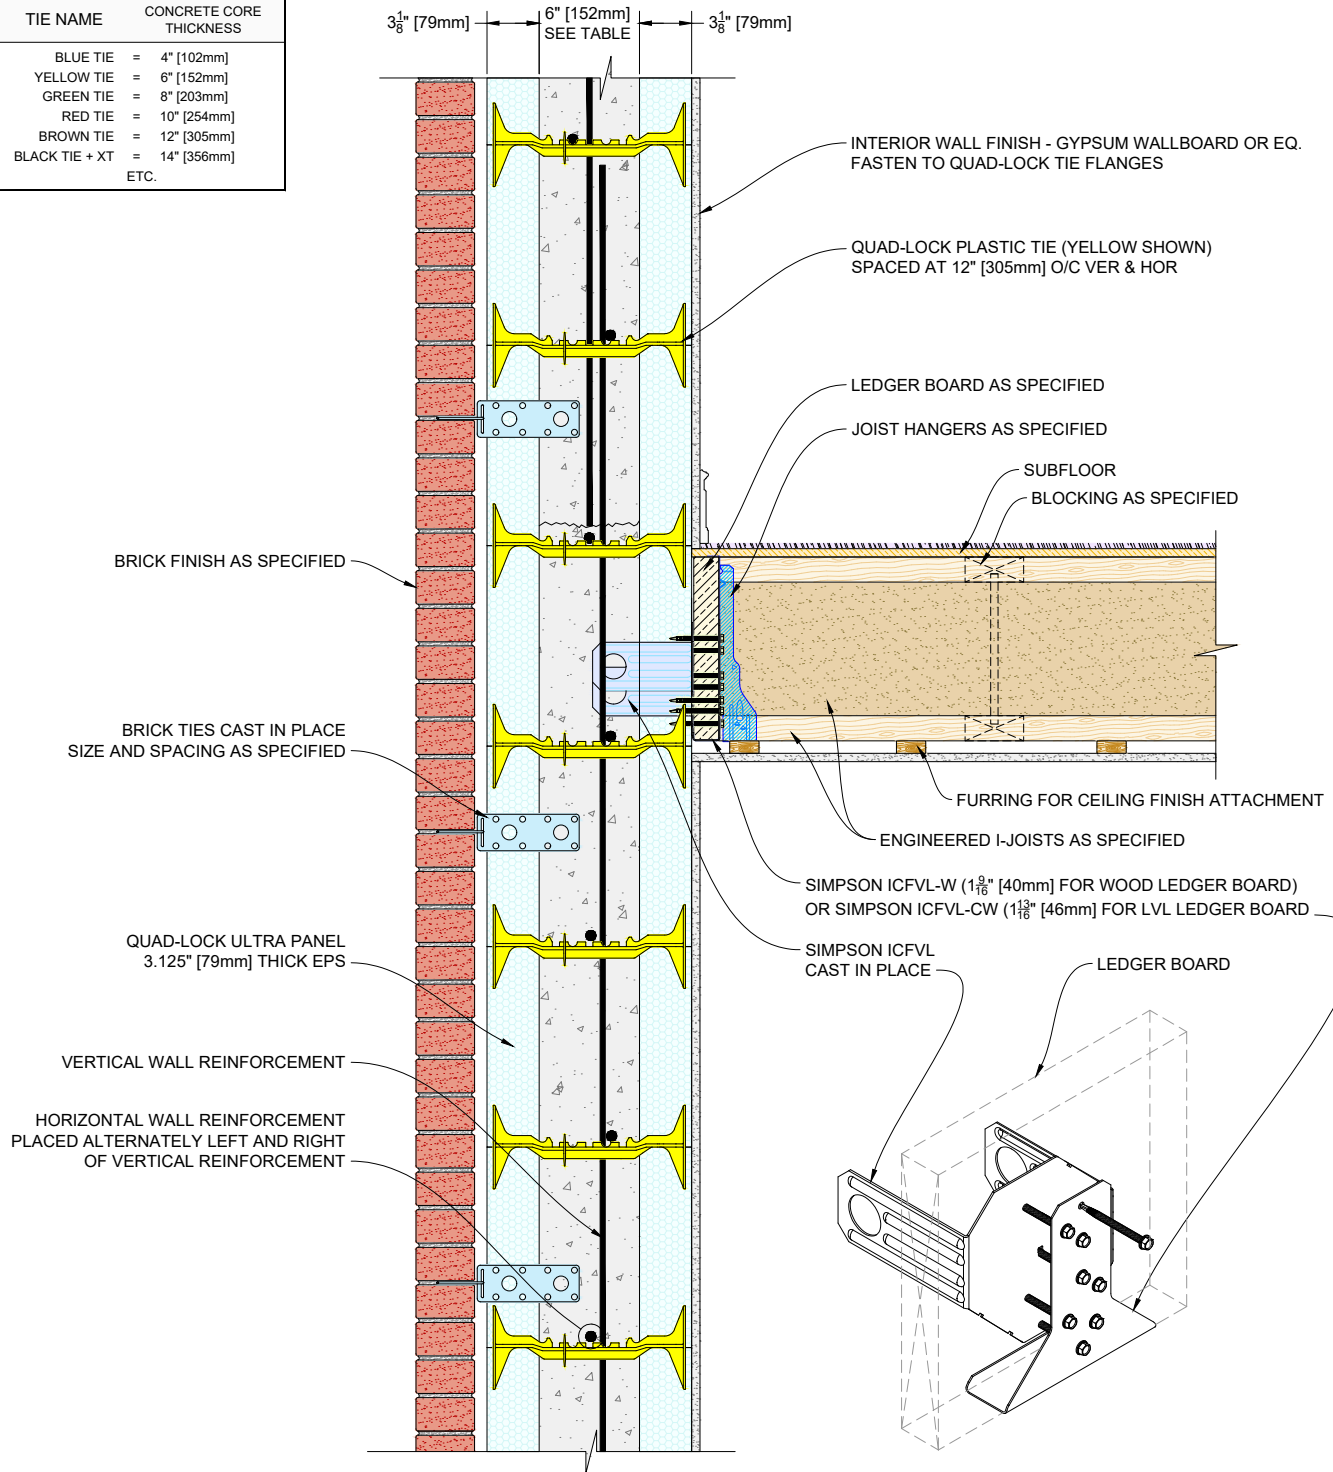 TIE NAME CONCRETE CORE
THICKNESS
BLUE TIE = 4" [102mm]
YELLOW TIE = 6" [152mm]
GREEN TIE = 8" [203mm]
RED TIE = 10" [254mm]
BROWN TIE = 12" [305mm]
BLACK TIE + XT = 14" [356mm]
ETC.
3 1/8" [79mm]
6" [152mm]
SEE TABLE
3 1/8" [79mm]
INTERIOR WALL FINISH - GYPSUM WALLBOARD OR EQ.
FASTEN TO QUAD-LOCK TIE FLANGES
QUAD-LOCK PLASTIC TIE (YELLOW SHOWN)
SPACED AT 12" [305mm] O/C VER & HOR
LEDGER BOARD AS SPECIFIED
JOIST HANGERS AS SPECIFIED
SUBFLOOR
BLOCKING AS SPECIFIED
BRICK FINISH AS SPECIFIED
BRICK TIES CAST IN PLACE
SIZE AND SPACING AS SPECIFIED
FURRING FOR CEILING FINISH ATTACHMENT
ENGINEERED I-JOISTS AS SPECIFIED
SIMPSON ICFVL-W (1 9/16" [40mm] FOR WOOD LEDGER BOARD)
OR SIMPSON ICFVL-CW (1 13/16" [46mm] FOR LVL LEDGER BOARD
QUAD-LOCK ULTRA PANEL
3.125" [79mm] THICK EPS
SIMPSON ICFVL
CAST IN PLACE
LEDGER BOARD
VERTICAL WALL REINFORCEMENT
HORIZONTAL WALL REINFORCEMENT
PLACED ALTERNATELY LEFT AND RIGHT
OF VERTICAL REINFORCEMENT